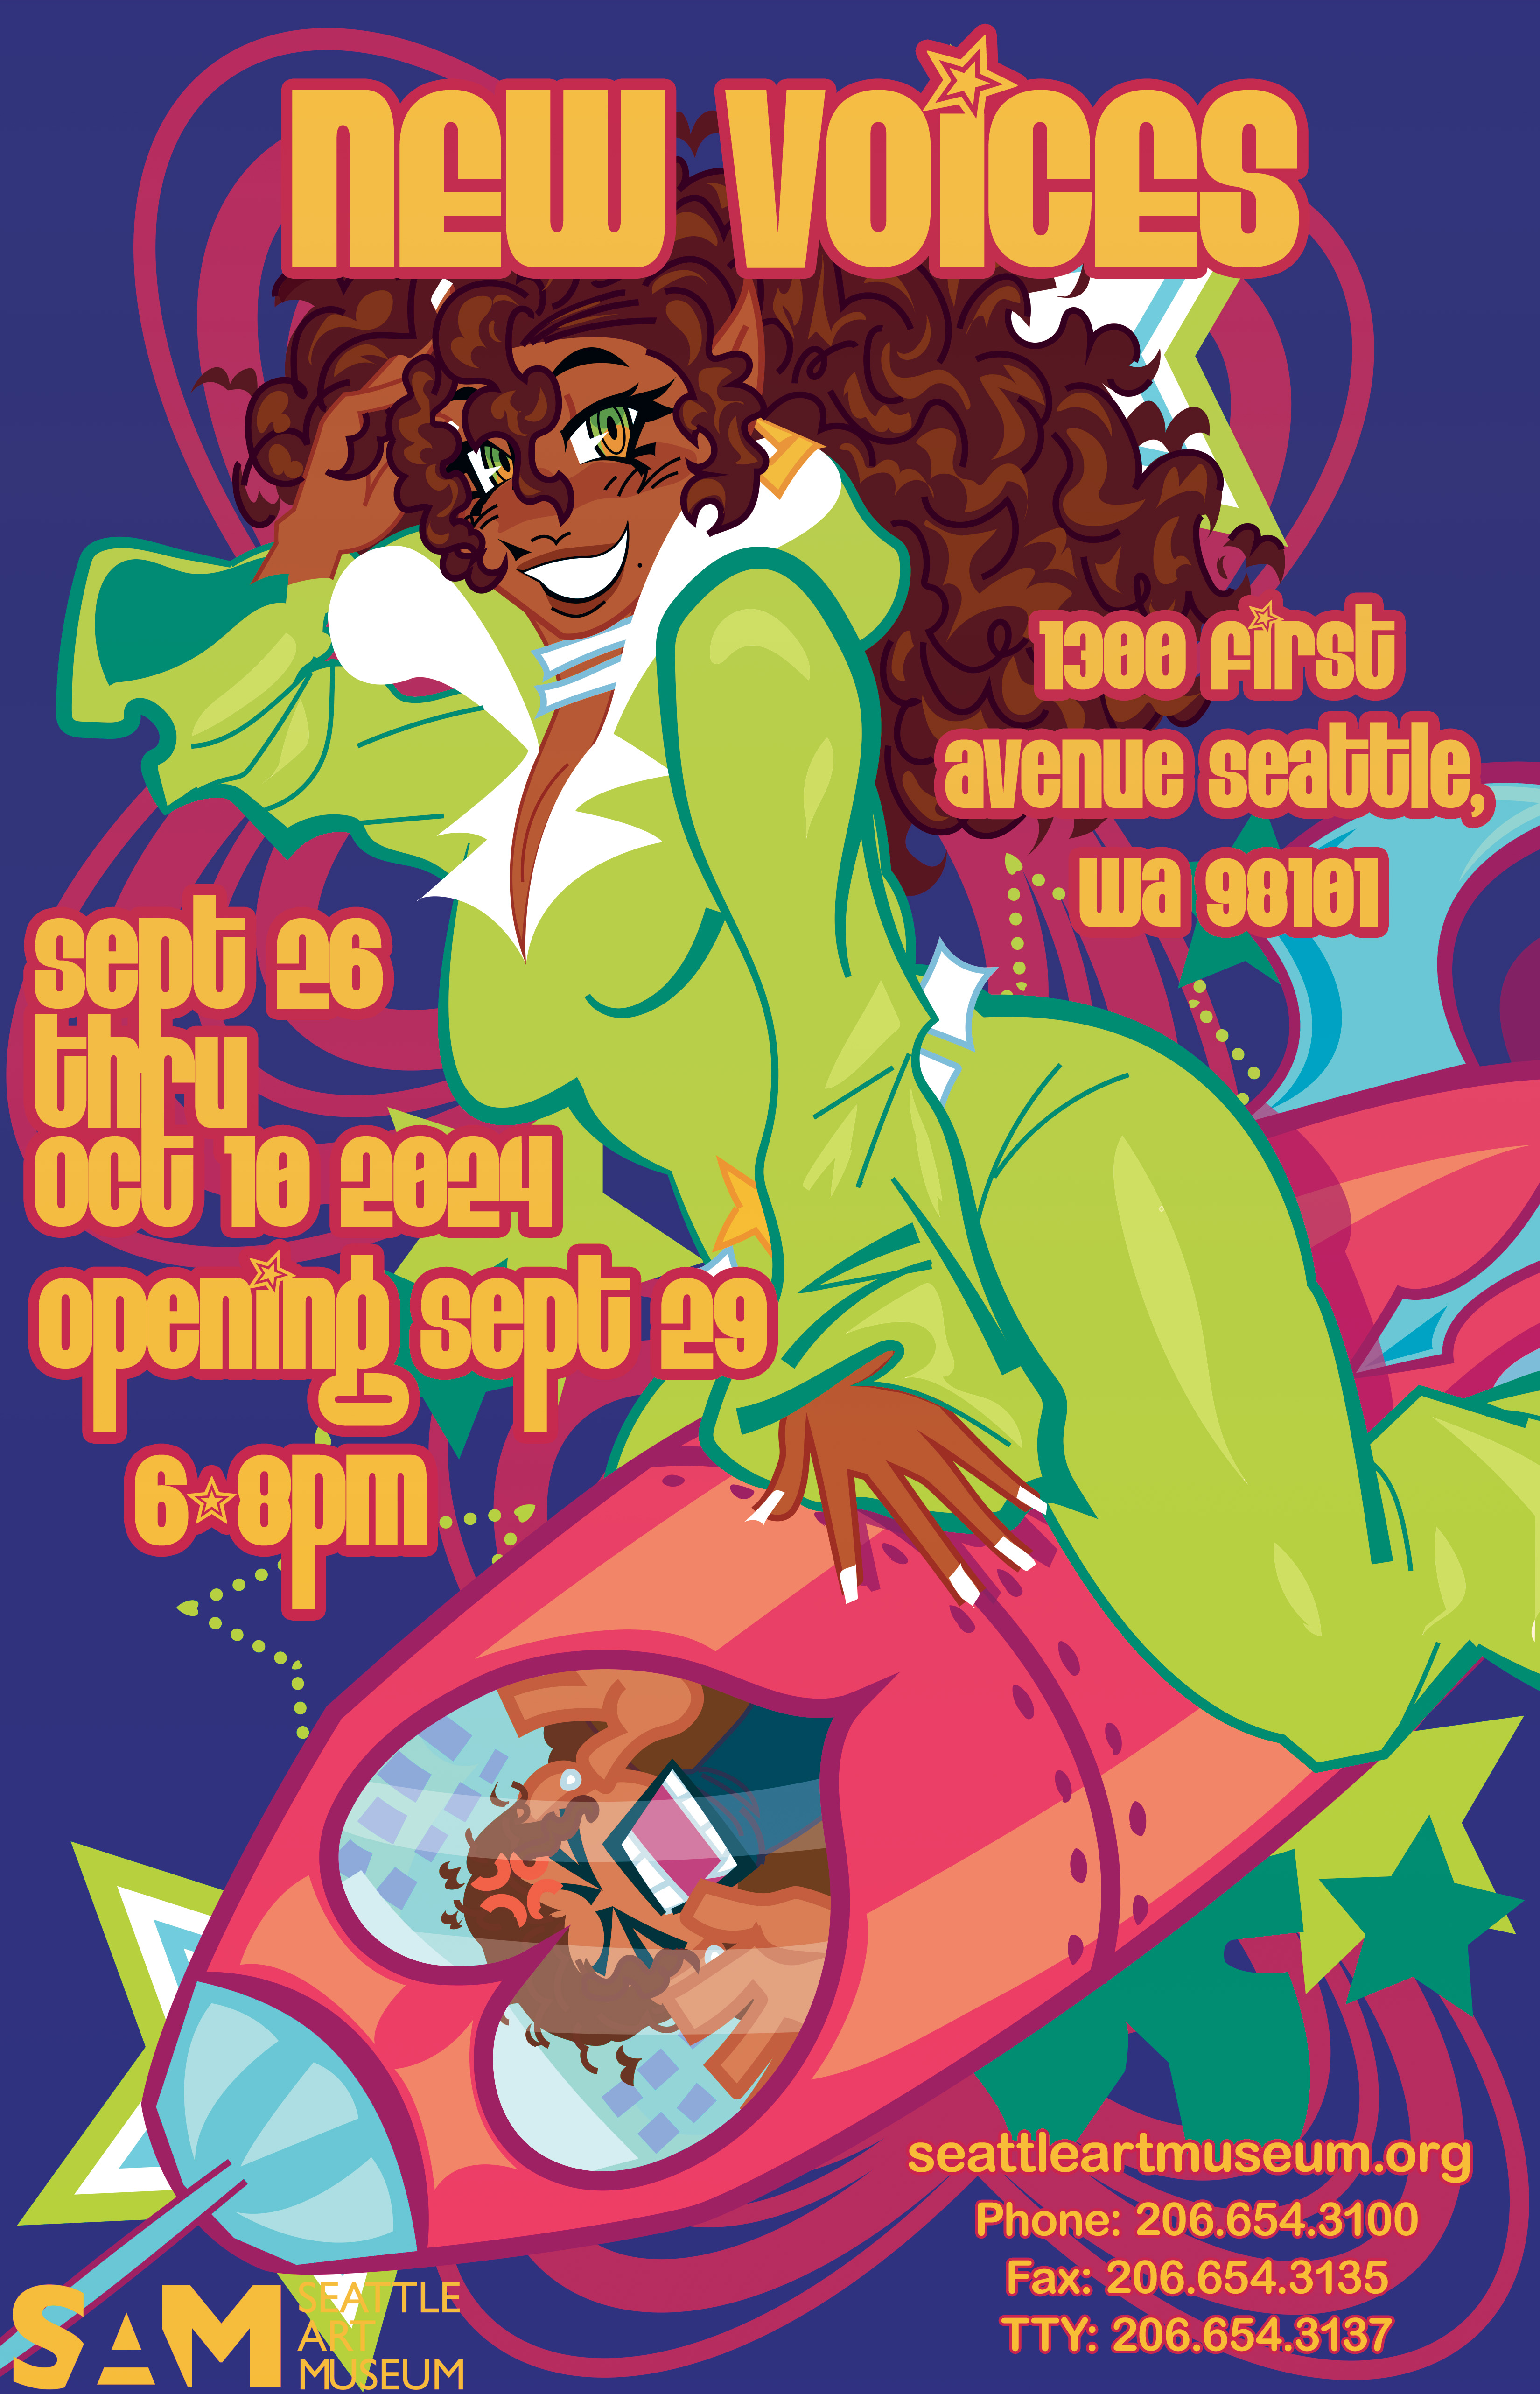 New Voices
1300 first
avenue seattle,
wa 98101
sept 26
thru
oct 10 2024
opening sept 29
6☆8pm
seattleartmuseum.org
Phone: 206.654.3100
Fax: 206.654.3135
TTY: 206.654.3137
SAM
SEATTLE
ART
MUSEUM